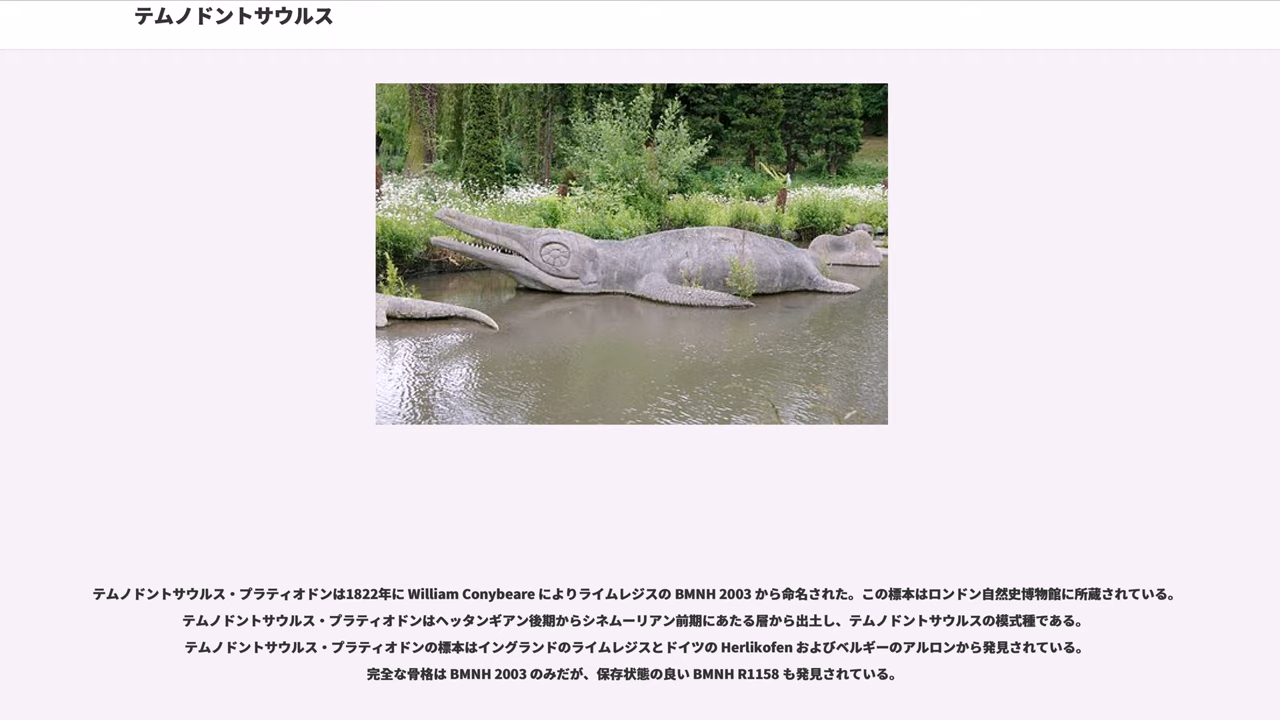 テムノドントサウルス
テムノドントサウルス・プラティオドンは1822年に William Conybeare によりライムレジスの BMNH 2003 から命名された。この標本はロンドン自然史博物館に所蔵されている。
テムノドントサウルス・プラティオドンはヘッタンギアン後期からシネムーリアン前期にあたる層から出土し、テムノドントサウルスの模式種である。
テムノドントサウルス・プラティオドンの標本はイングランドのライムレジスとドイツの Herlikofen およびベルギーのアルロンから発見されている。
完全な骨格は BMNH 2003 のみだが、保存状態の良い BMNH R1158 も発見されている。